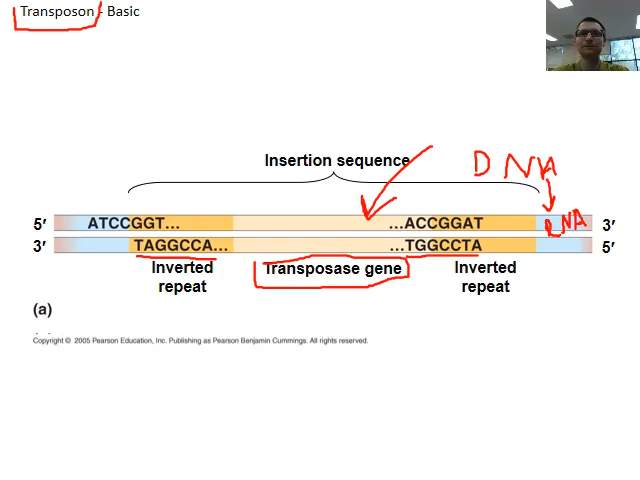 Transposon - Basic
Insertion sequence
DNA
RNA
5′ ATCCGGT... ...ACCGGAT 3′
3′ TAGGCCA... ...TGGCCTA 5′
Inverted repeat
Transposase gene
Inverted repeat
(a)
Copyright © 2005 Pearson Education, Inc. Publishing as Pearson Benjamin Cummings. All rights reserved.